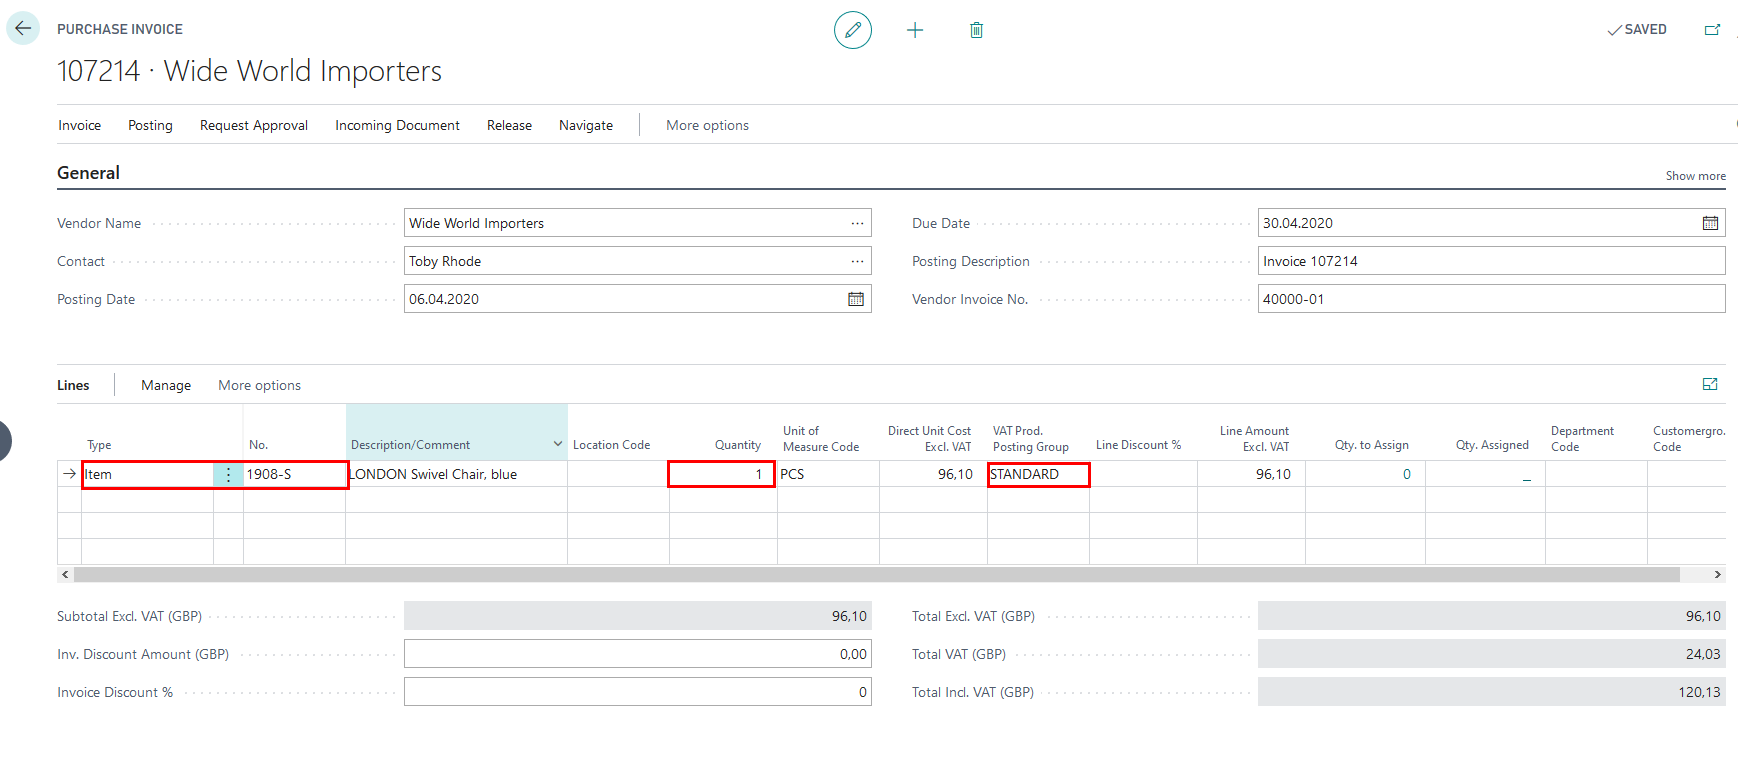 PURCHASE INVOICE
SAVED
107214 · Wide World Importers
Invoice Posting Request Approval Incoming Document Release Navigate More options
General
Show more
Vendor Name Wide World Importers Due Date 30.04.2020
Contact Toby Rhode Posting Description Invoice 107214
Posting Date 06.04.2020 Vendor Invoice No. 40000-01
Lines Manage More options
Type No. Description/Comment Location Code Quantity Unit of Measure Code Direct Unit Cost Excl. VAT VAT Prod. Posting Group Line Discount % Line Amount Excl. VAT Qty. to Assign Qty. Assigned Department Code Customergro. Code
Item 1908-S LONDON Swivel Chair, blue 1 PCS 96,10 STANDARD 96,10 0 _
Subtotal Excl. VAT (GBP) 96,10 Total Excl. VAT (GBP) 96,10
Inv. Discount Amount (GBP) 0,00 Total VAT (GBP) 24,03
Invoice Discount % 0 Total Incl. VAT (GBP) 120,13